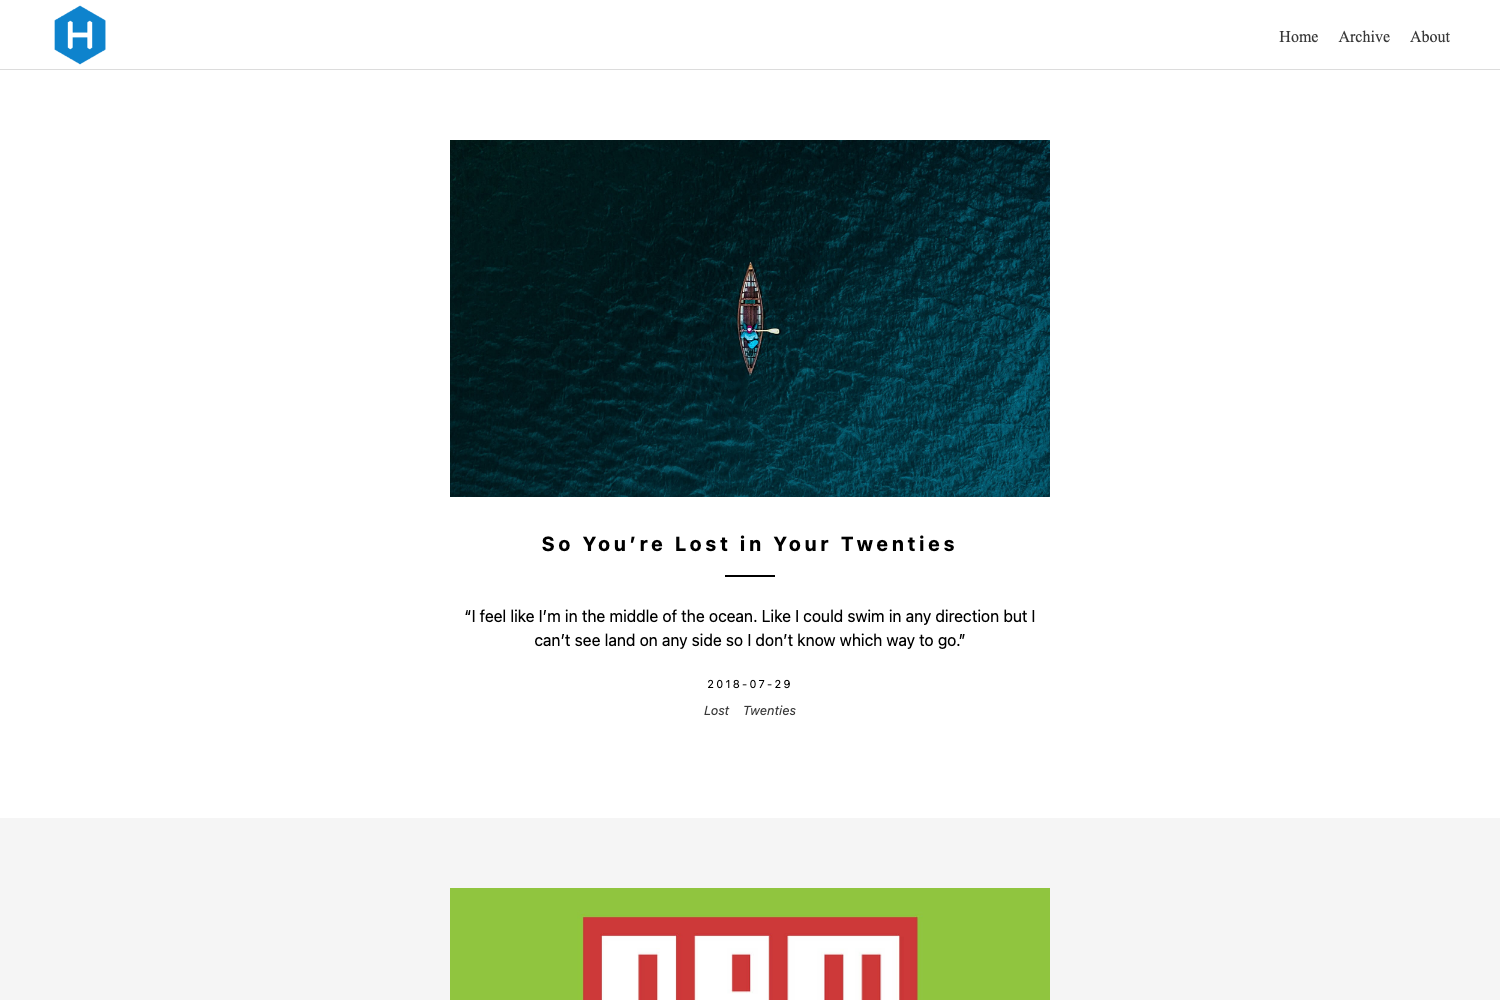 H
Home Archive About
So You’re Lost in Your Twenties
“I feel like I’m in the middle of the ocean. Like I could swim in any direction but I
can’t see land on any side so I don’t know which way to go.”
2018-07-29
Lost Twenties